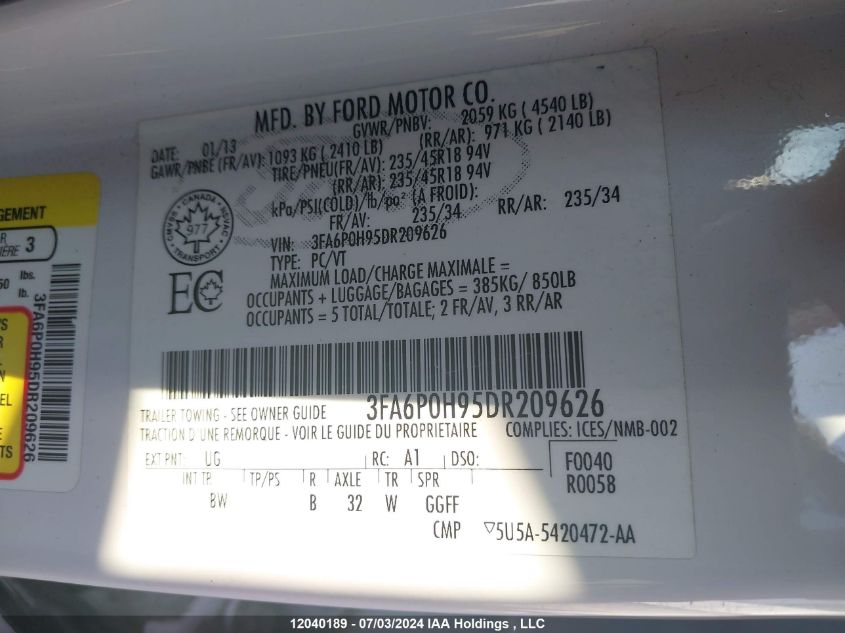 MFD. BY FORD MOTOR CO.
DATE: 01/13 GVWR/PNBV: 2059 KG ( 4540 LB)
GAWR/PNBE (FR/AV): 1093 KG ( 2410 LB) (RR/AR): 971 KG ( 2140 LB)
TIRE/PNEU(FR/AV): 235/45R18 94V
(RR/AR): 235/45R18 94V
kPa/PSI(COLD)/lb/po² (A FROID):
FR/AV: 235/34 RR/AR: 235/34
VIN: 3FA6P0H95DR209626
TYPE: PC/VT
MAXIMUM LOAD/CHARGE MAXIMALE =
OCCUPANTS + LUGGAGE/BAGAGES = 385KG/ 850LB
OCCUPANTS = 5 TOTAL/TOTALE; 2 FR/AV, 3 RR/AR
CANADA
977
TRANSPORT
EC
3FA6P0H95DR209626
TRAILER TOWING - SEE OWNER GUIDE
TRACTION D'UNE REMORQUE - VOIR LE GUIDE DU PROPRIETAIRE
COMPLIES: ICES/NMB-002
EXT PNT: UG RC: A1 DSO: F0040
INT TR TP/PS R AXLE TR SPR R0058
BW B 32 W GGFF
CMP ▽5U5A-5420472-AA
GEMENT
3
lbs.
lb.
3FA6P0H95DR209626
12040189 - 07/03/2024 IAA Holdings , LLC